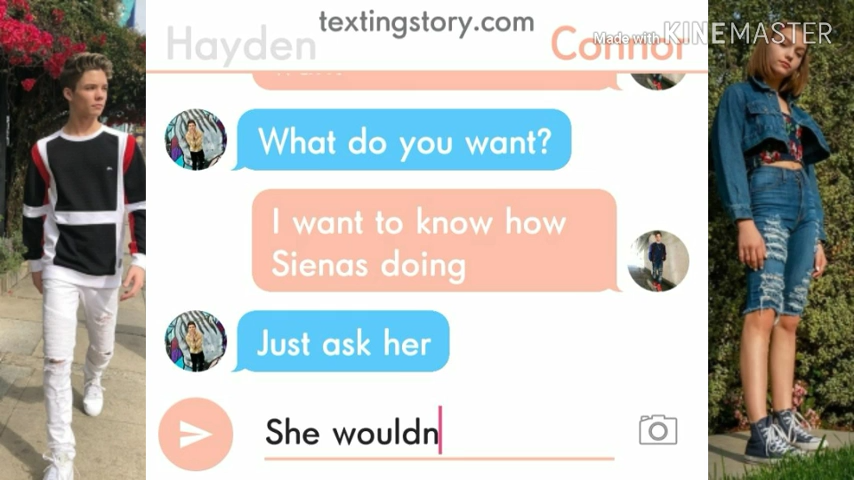 textingstory.com
Hayden
Connor
Made with KINEMASTER
What do you want?
I want to know how
Sienas doing
Just ask her
She wouldn